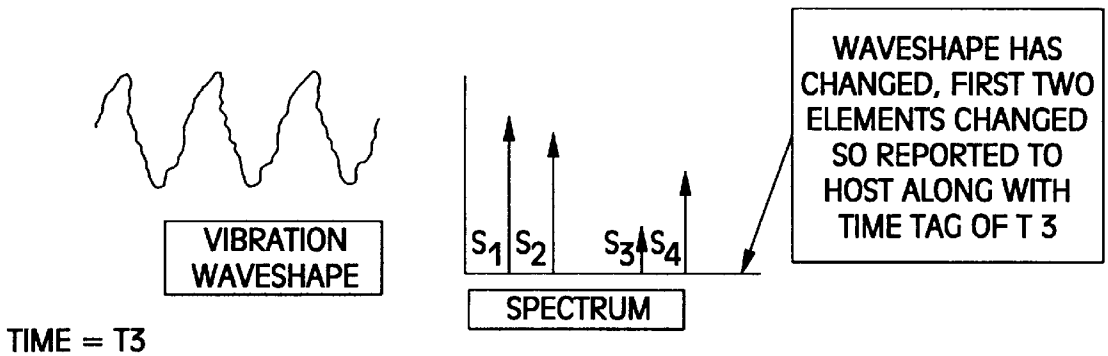 WAVESHAPE HAS
CHANGED, FIRST TWO
ELEMENTS CHANGED
SO REPORTED TO
HOST ALONG WITH
TIME TAG OF T 3
S1 S2 S3 S4
VIBRATION
WAVESHAPE
SPECTRUM
TIME = T3